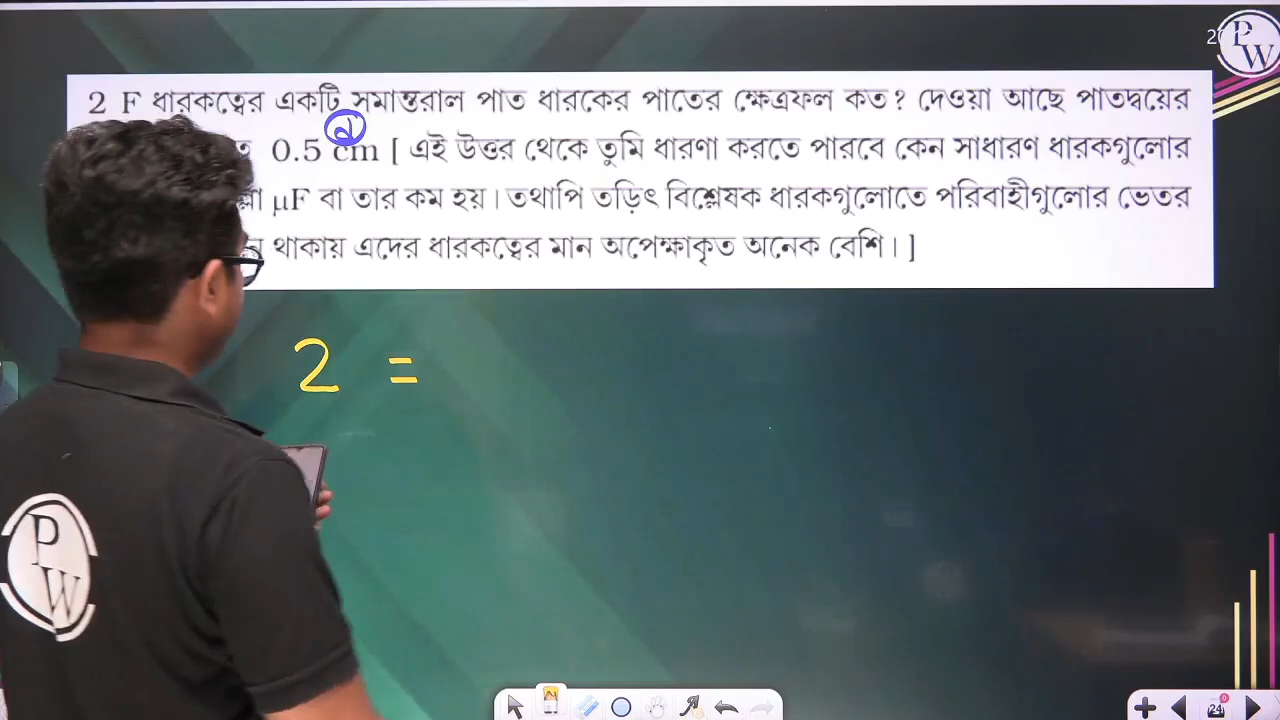 2 F ধারকত্বের একটি সমান্তরাল পাত ধারকের পাতের ক্ষেত্রফল কত? দেওয়া আছে পাতদ্বয়ের
0.5 cm [ এই উত্তর থেকে তুমি ধারণা করতে পারবে কেন সাধারণ ধারকগুলোর
μF বা তার কম হয়। তথাপি তড়িৎ বিশ্লেষক ধারকগুলোতে পরিবাহীগুলোর ভেতর
থাকায় এদের ধারকত্বের মান অপেক্ষাকৃত অনেক বেশি। ]
2 =
P
W
P
W
24